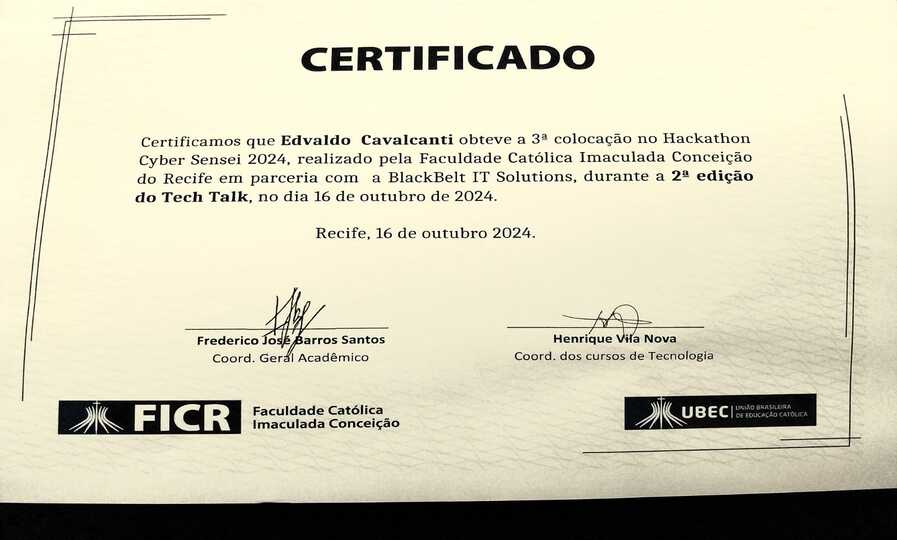 CERTIFICADO
Certificamos que Edvaldo Cavalcanti obteve a 3ª colocação no Hackathon
Cyber Sensei 2024, realizado pela Faculdade Católica Imaculada Conceição
do Recife em parceria com a BlackBelt IT Solutions, durante a 2ª edição
do Tech Talk, no dia 16 de outubro de 2024.
Recife, 16 de outubro 2024.
Frederico José Barros Santos
Coord. Geral Acadêmico
Henrique Vila Nova
Coord. dos cursos de Tecnologia
FICR
Faculdade Católica
Imaculada Conceição
UBEC
UNIÃO BRASILEIRA
DE EDUCAÇÃO CATÓLICA